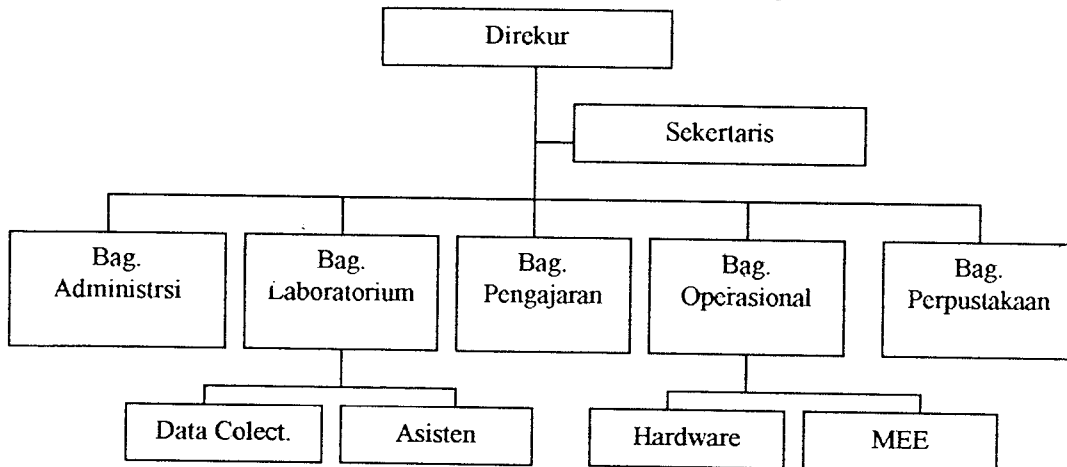 Direkur
Sekertaris
Bag.
Administrsi
Bag.
Laboratorium
Bag.
Pengajaran
Bag.
Operasional
Bag.
Perpustakaan
Data Colect.
Asisten
Hardware
MEE